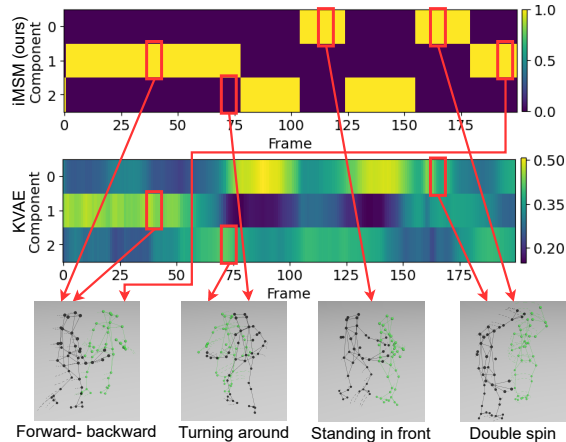 iMSM (ours)
Component
0
1
2
0 25 50 75 100 125 150 175
Frame
1.0
0.5
0.0
KVAE
Component
0
1
2
0 25 50 75 100 125 150 175
Frame
0.50
0.35
0.20
Forward- backward
Turning around
Standing in front
Double spin